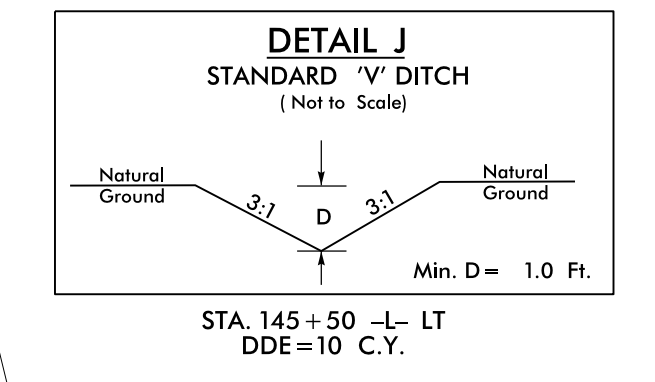 DETAIL J
STANDARD 'V' DITCH
( Not to Scale)
Natural
Ground
3:1
D
3:1
Natural
Ground
Min. D = 1.0 Ft.
STA. 145+50 -L- LT
DDE=10 C.Y.